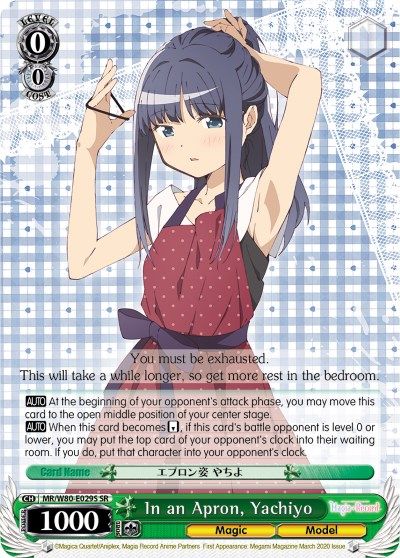 LEVEL
0
0
COST
You must be exhausted.
This will take a while longer, so get more rest in the bedroom.
AUTO At the beginning of your opponent's attack phase, you may move this
card to the open middle position of your center stage.
AUTO When this card becomes, if this card's battle opponent is level 0 or
lower, you may put the top card of your opponent's clock into their waiting
room. If you do, put that character into your opponent's clock.
Card Name
エプロン姿 やちよ
CH MR/W80-E029S SR
POWER 1000
In an Apron, Yachiyo
Magia Record
Magic
Model
©Magica Quartet/Aniplex, Magia Record Anime Partners First Appearance: Megami Magazine March 2020 Issue